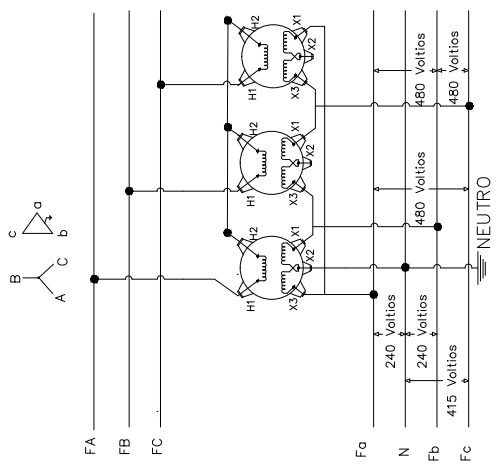 B
A
C
c
a
b
FA
FB
FC
H1
H2
X3
X2
X1
H1
H2
X3
X2
X1
H1
H2
X3
X2
X1
Fa
N
Fb
Fc
240 Voltios
240 Voltios
415 Voltios
480 Voltios
480 Voltios
480 Voltios
NEUTRO